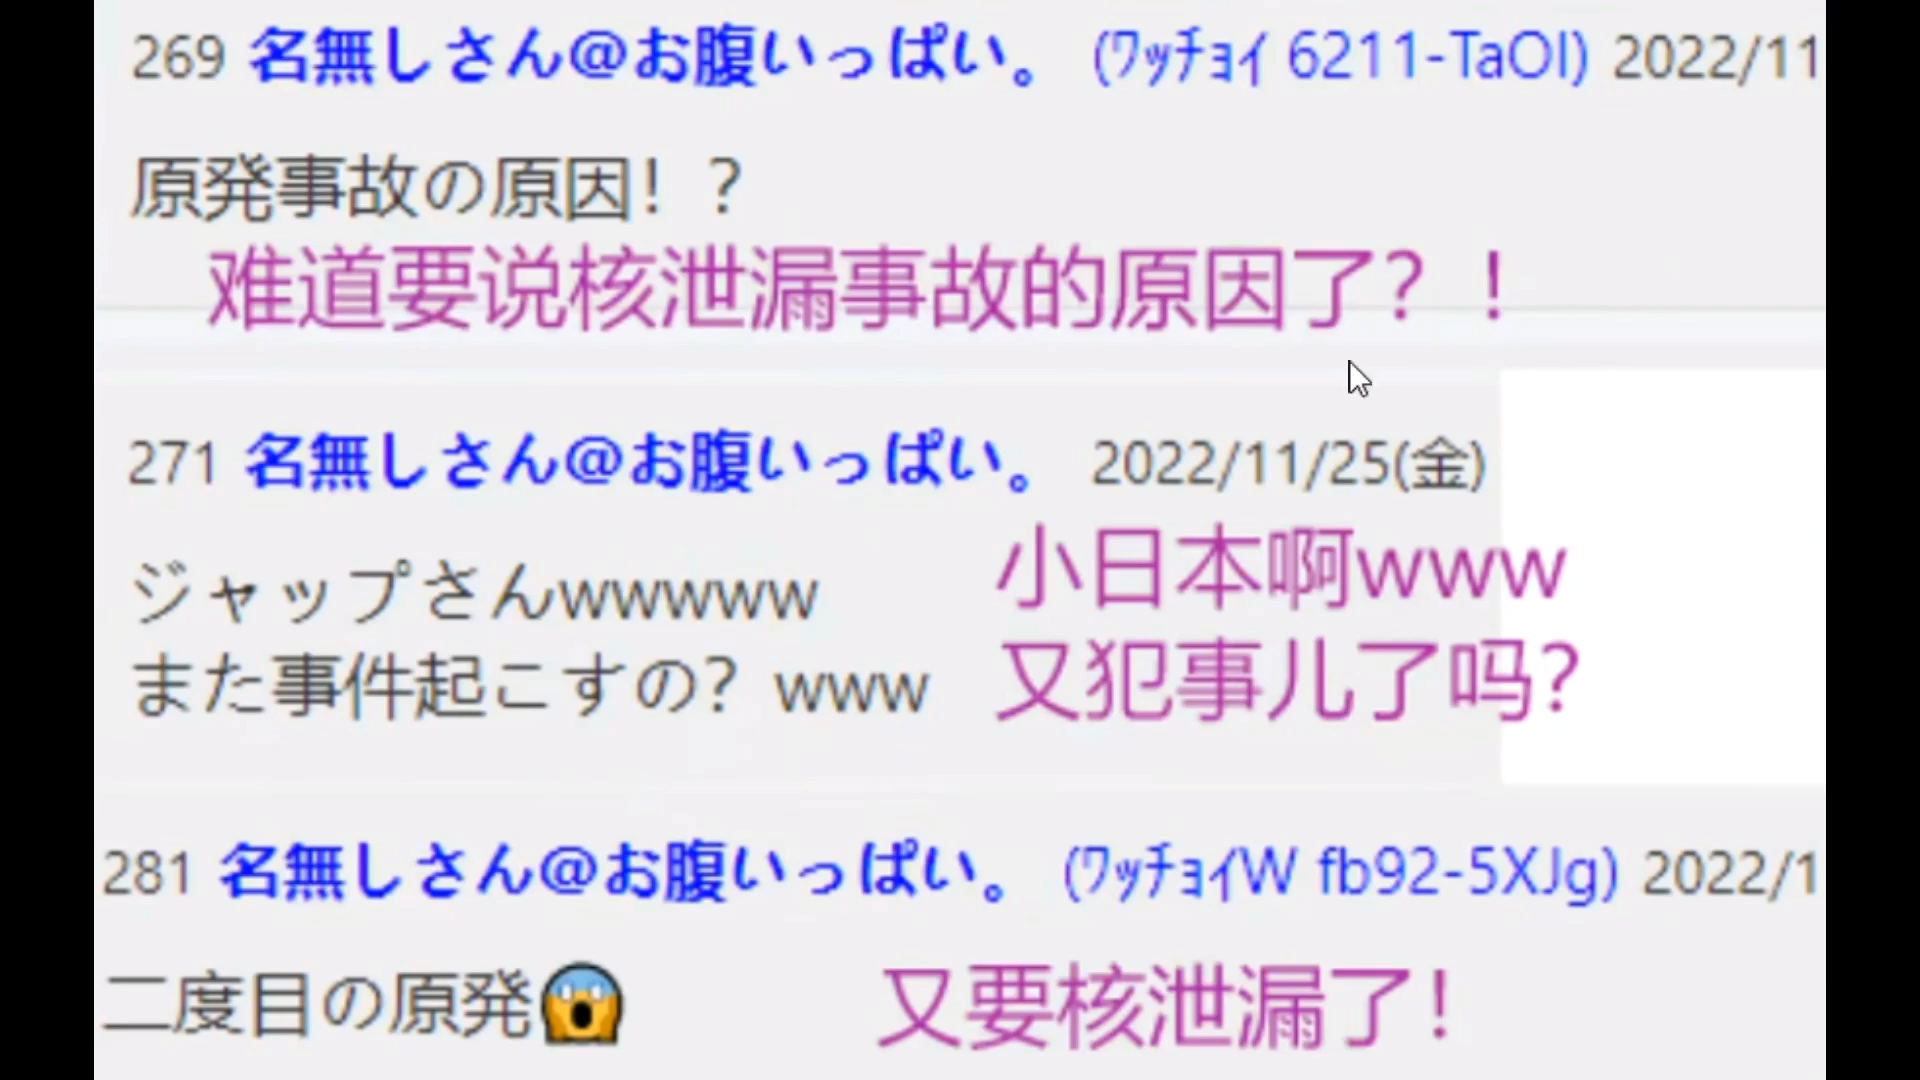 269 名無しさん@お腹いっぱい。 (ﾜｯﾁｮｲ 6211-TaOI) 2022/11
原発事故の原因！？
难道要说核泄漏事故的原因了？！
271 名無しさん@お腹いっぱい。 2022/11/25(金)
ジャップさんwwwww
小日本啊www
また事件起こすの？www
又犯事儿了吗？
281 名無しさん@お腹いっぱい。 (ﾜｯﾁｮｲW fb92-5XJg) 2022/1
二度目の原発😱
又要核泄漏了！